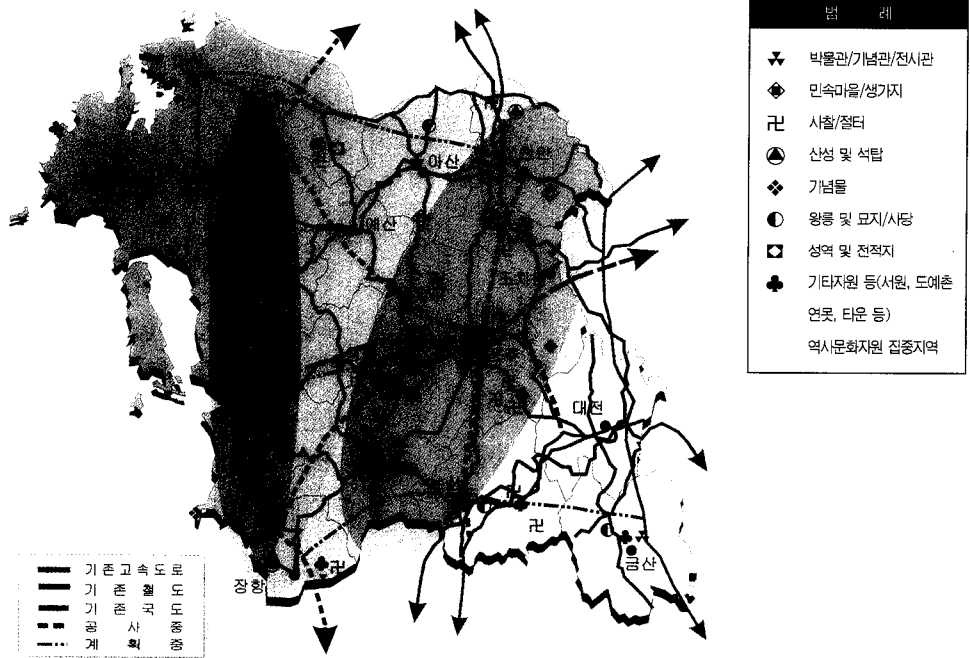 범 례
박물관/기념관/전시관
민속마을/생가지
사찰/절터
산성 및 석탑
기념물
왕릉 및 묘지/사당
성역 및 전적지
기타자원 등(서원, 도예촌
연못, 타운 등)
역사문화자원 집중지역
아산
예산
대전
금산
장항
기존고속도로
기존철도
기존국도
공사중
계획중